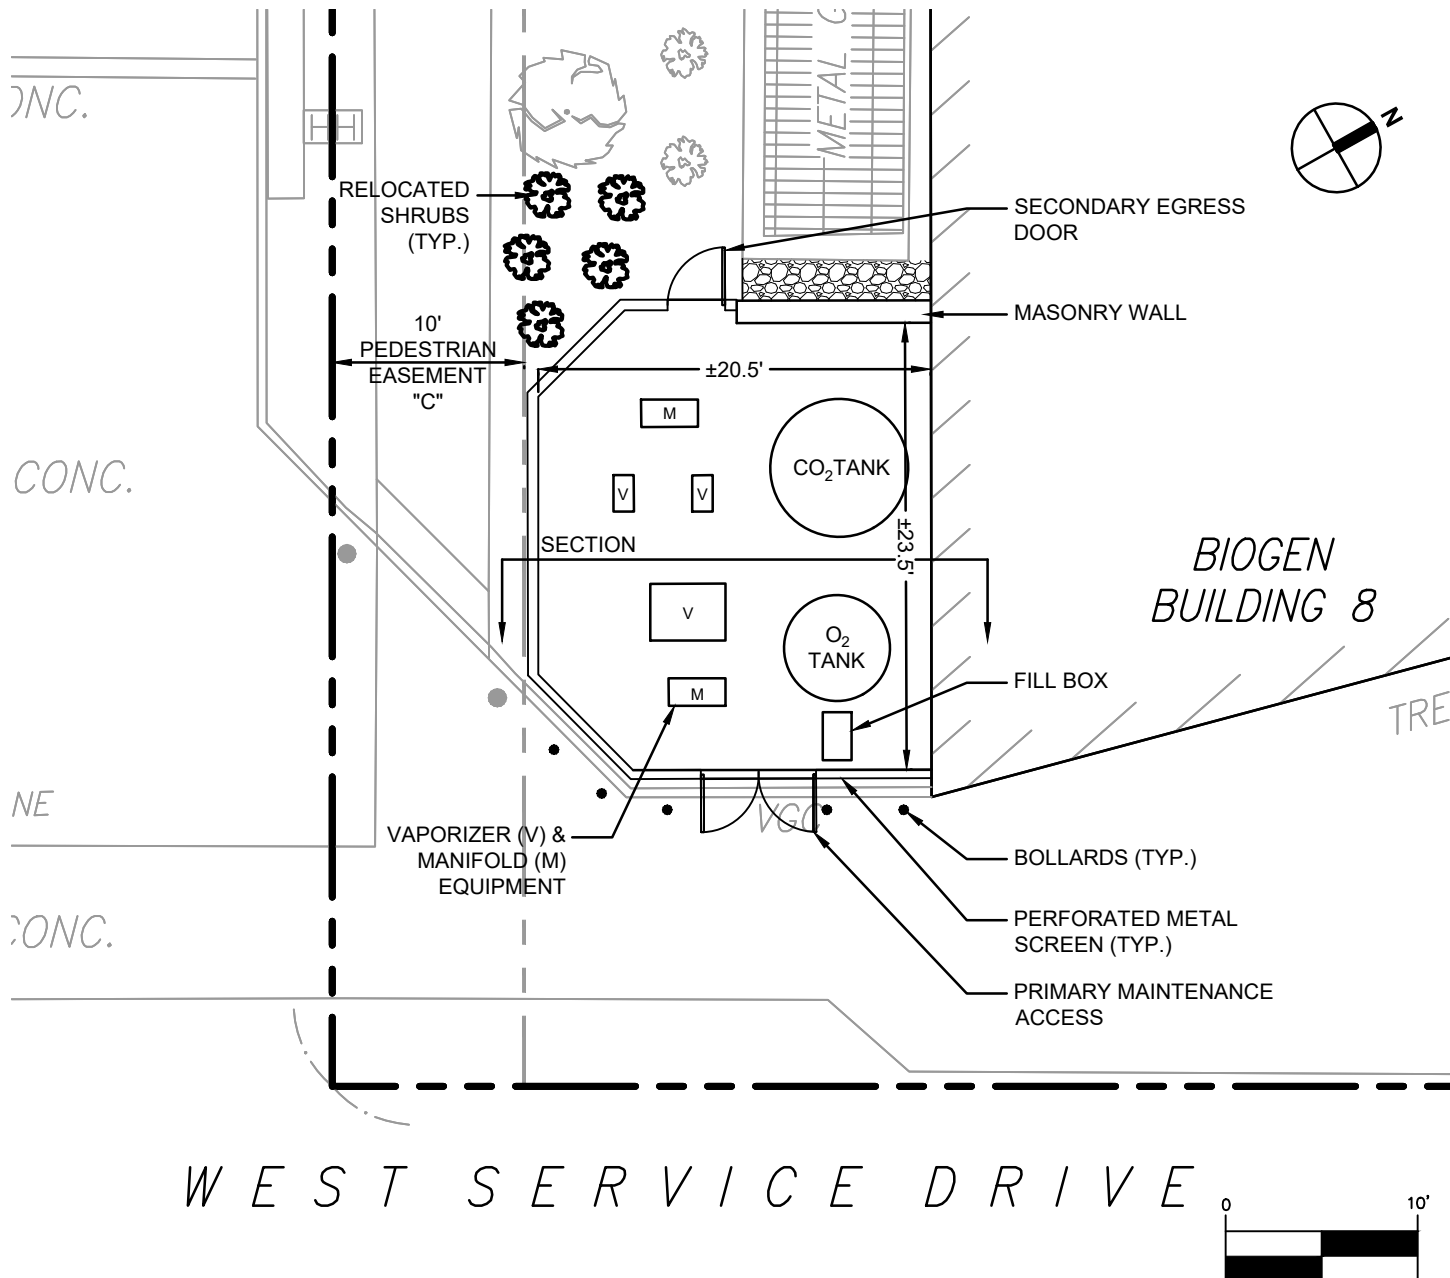 METAL
ONC.
N
RELOCATED
SHRUBS
(TYP.)
SECONDARY EGRESS
DOOR
MASONRY WALL
10'
PEDESTRIAN
EASEMENT
"C"
±20.5'
M
CO2TANK
CONC.
V
V
±23.5'
SECTION
BIOGEN
BUILDING 8
V
O2
TANK
FILL BOX
M
TRE
NE
VGC
VAPORIZER (V) &
MANIFOLD (M)
EQUIPMENT
BOLLARDS (TYP.)
CONC.
PERFORATED METAL
SCREEN (TYP.)
PRIMARY MAINTENANCE
ACCESS
WEST SERVICE DRIVE
0
10'